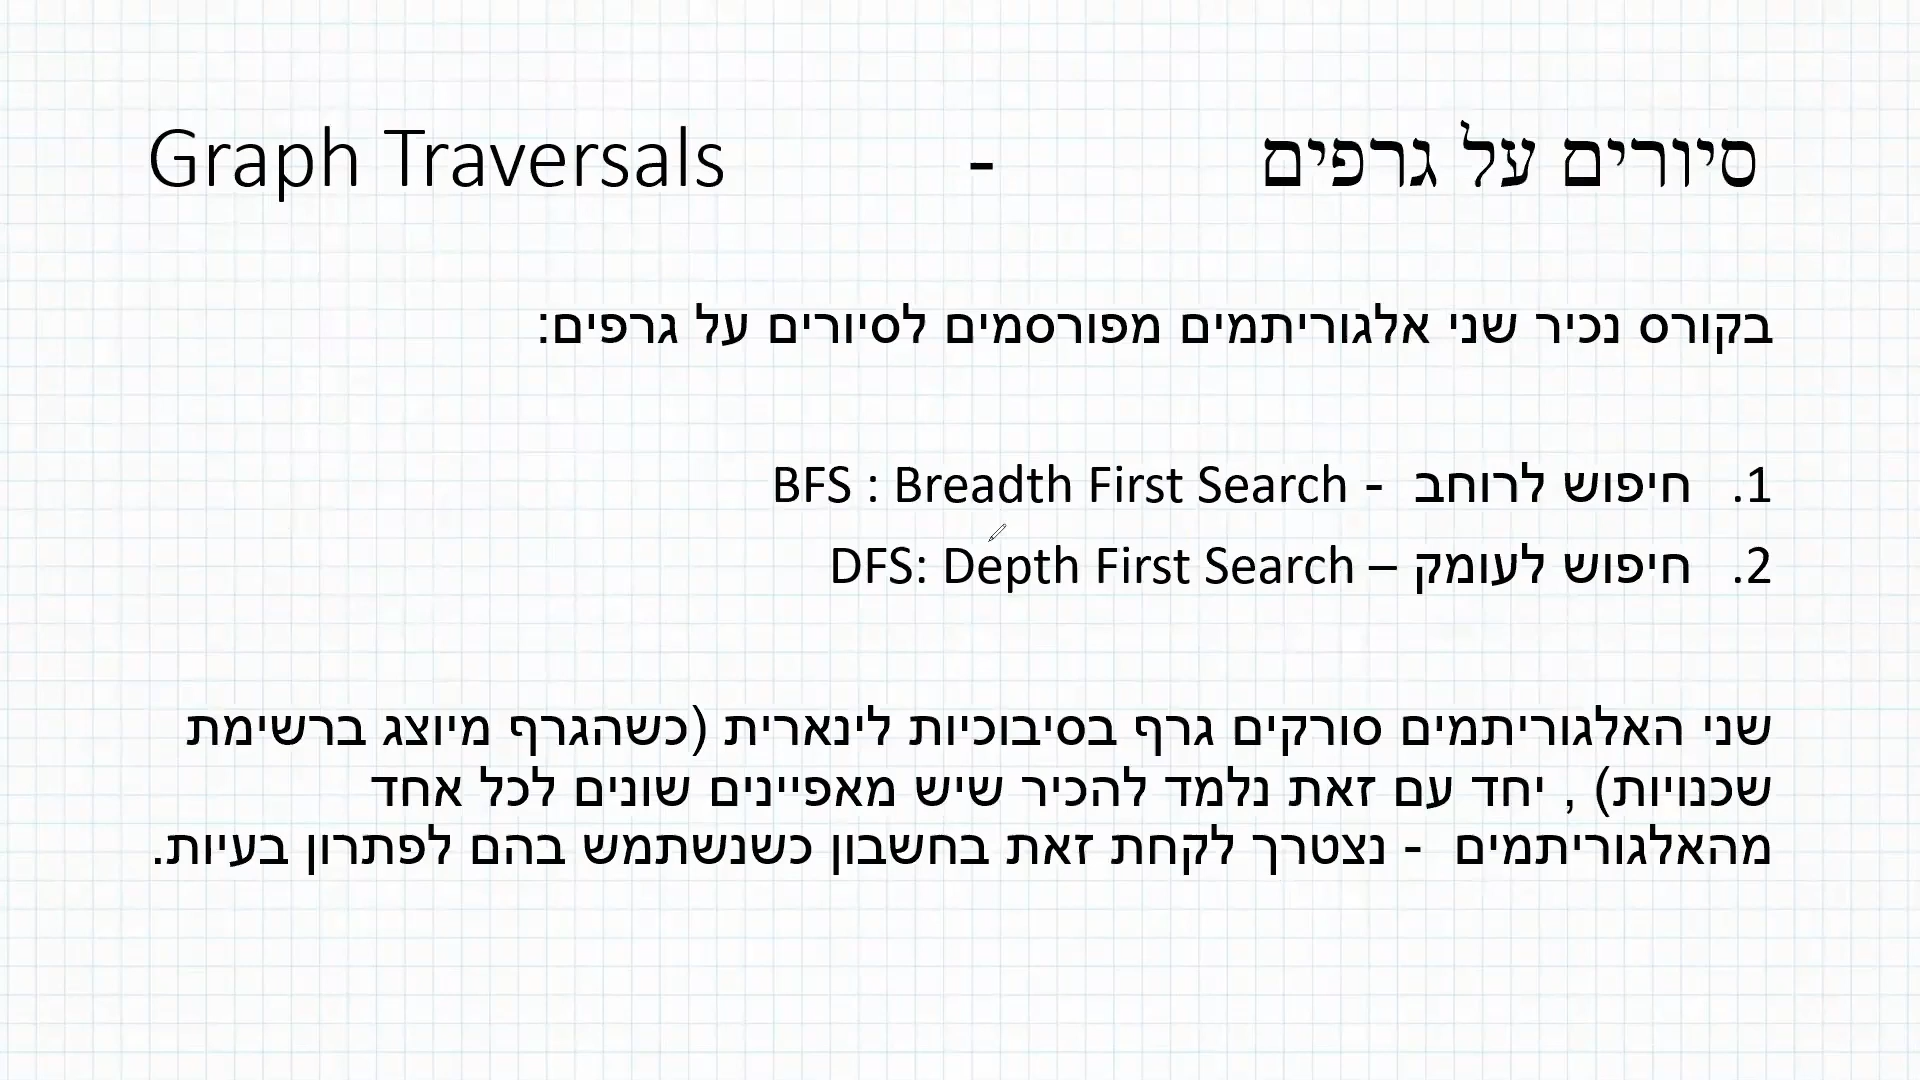 סיורים על גרפים - Graph Traversals
בקורס נכיר שני אלגוריתמים מפורסמים לסיורים על גרפים:
1. חיפוש לרוחב - BFS : Breadth First Search
2. חיפוש לעומק – DFS: Depth First Search
שני האלגוריתמים סורקים גרף בסיבוכיות לינארית (כשהגרף מיוצג ברשימת
שכנויות) , יחד עם זאת נלמד להכיר שיש מאפיינים שונים לכל אחד
מהאלגוריתמים - נצטרך לקחת זאת בחשבון כשנשתמש בהם לפתרון בעיות.